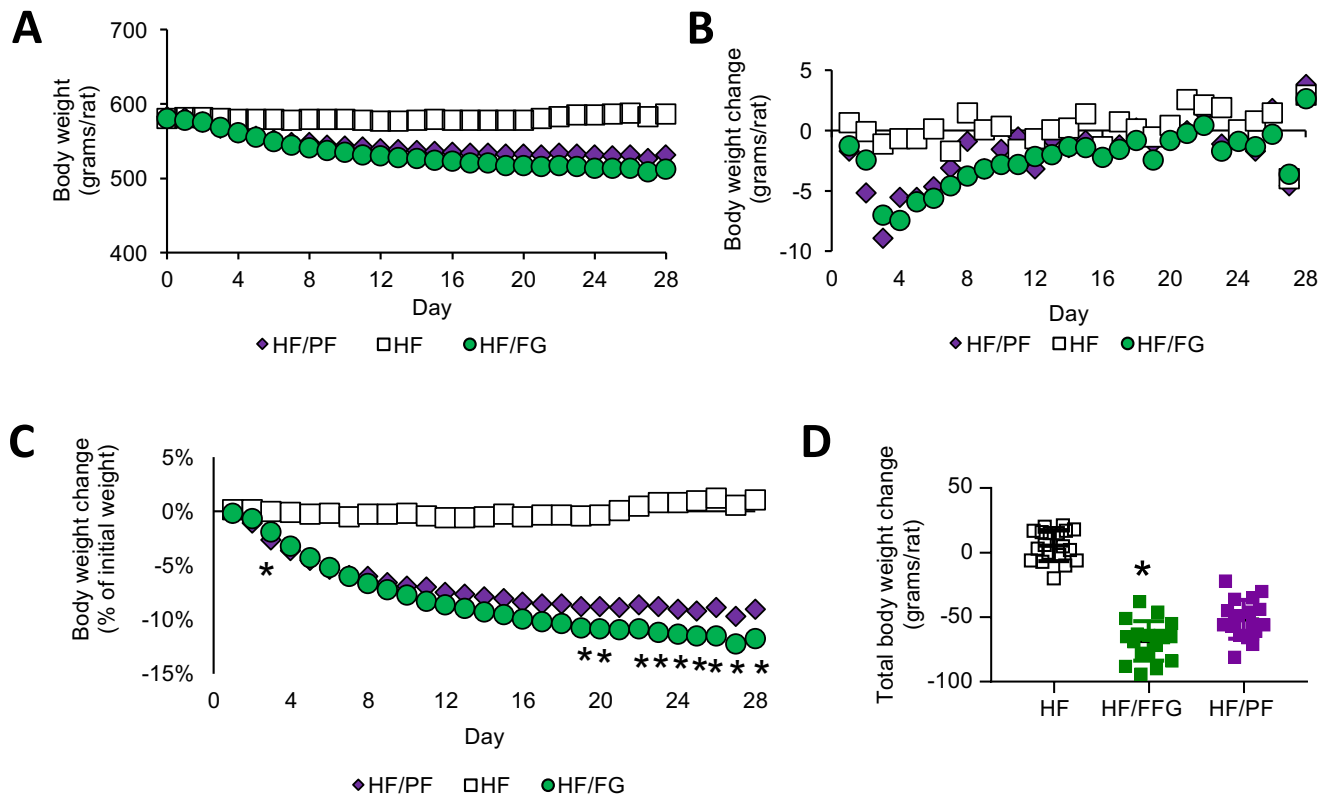 A
Body weight
(grams/rat)
700
600
500
400
0 4 8 12 16 20 24 28
Day
HF/PF HF HF/FG
B
Body weight change
(grams/rat)
5
0
-5
-10
0 4 8 12 16 20 24 28
Day
HF/PF HF HF/FG
C
Body weight change
(% of initial weight)
5%
0%
-5%
-10%
-15%
*
* * * * * * * * *
0 4 8 12 16 20 24 28
Day
HF/PF HF HF/FG
D
Total body weight change
(grams/rat)
50
0
-50
-100
*
HF HF/FFG HF/PF